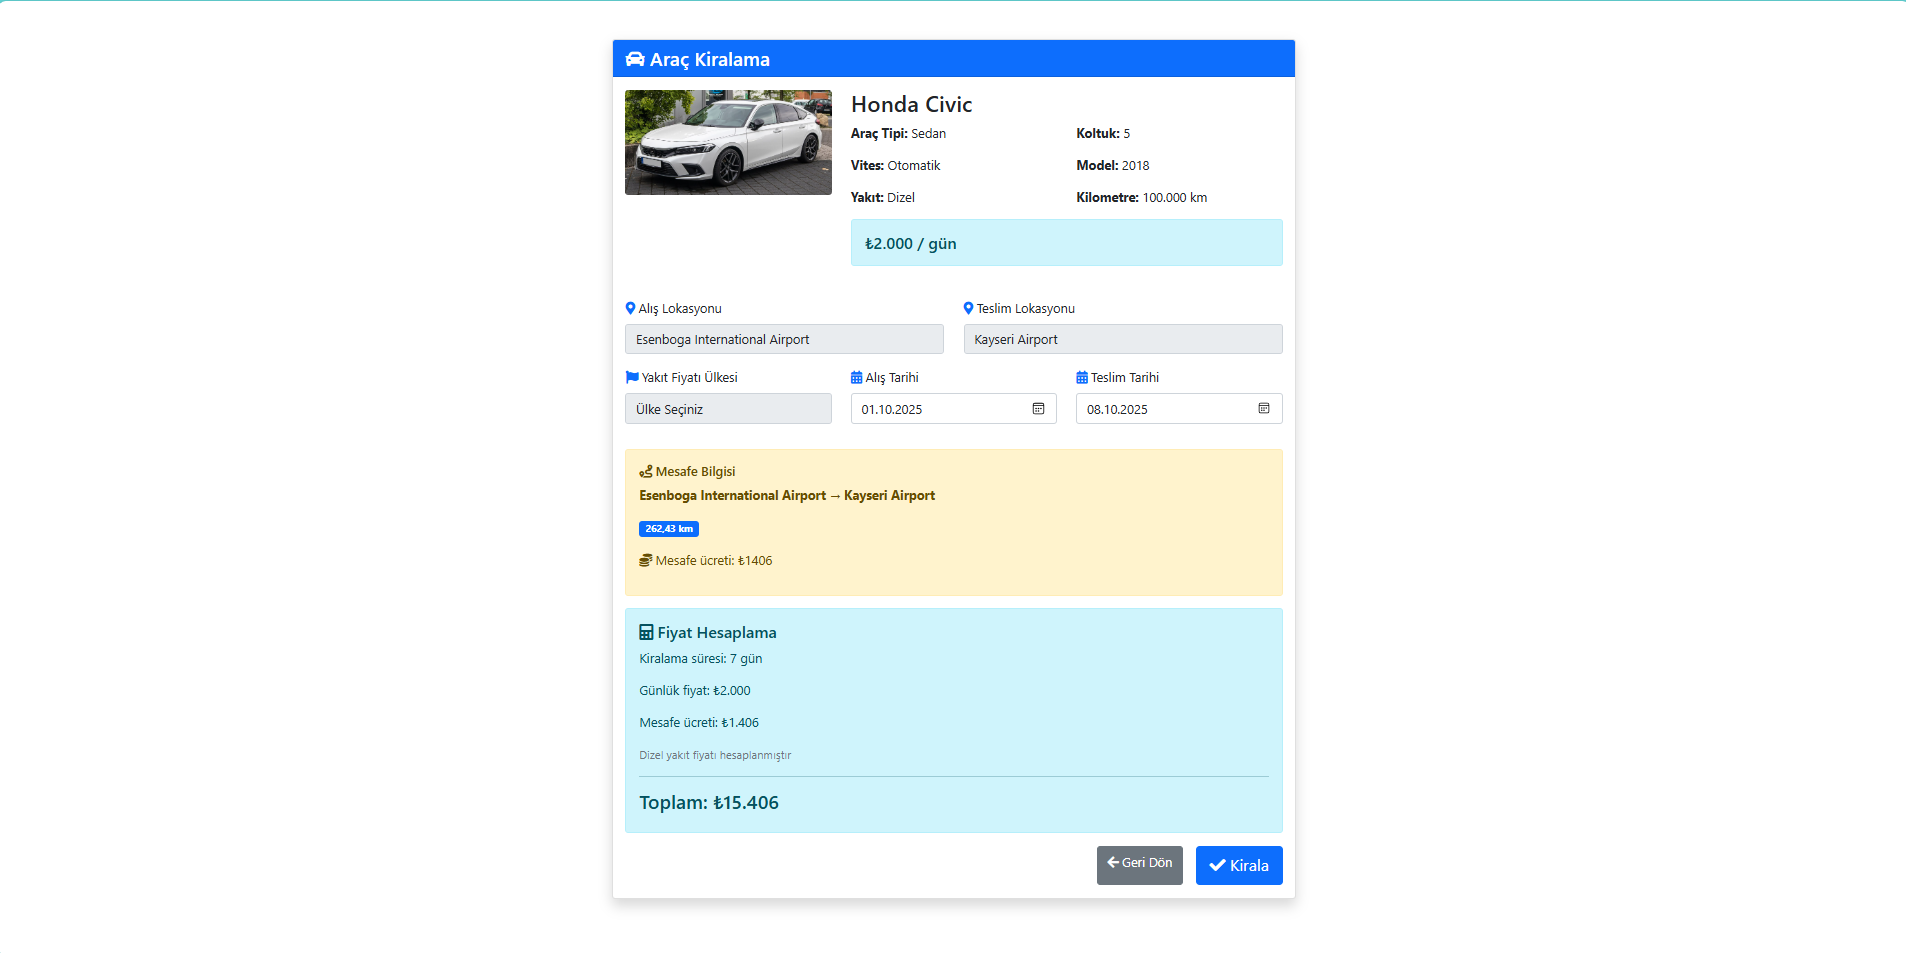 Araç Kiralama
Honda Civic
Araç Tipi: Sedan
Koltuk: 5
Vites: Otomatik
Model: 2018
Yakıt: Dizel
Kilometre: 100.000 km
₺2.000 / gün
Alış Lokasyonu
Teslim Lokasyonu
Esenboga International Airport
Kayseri Airport
Yakıt Fiyatı Ülkesi
Alış Tarihi
Teslim Tarihi
Ülke Seçiniz
01.10.2025
08.10.2025
Mesafe Bilgisi
Esenboga International Airport → Kayseri Airport
262,43 km
Mesafe ücreti: ₺1406
Fiyat Hesaplama
Kiralama süresi: 7 gün
Günlük fiyat: ₺2.000
Mesafe ücreti: ₺1.406
Dizel yakıt fiyatı hesaplanmıştır
Toplam: ₺15.406
Geri Dön
Kirala